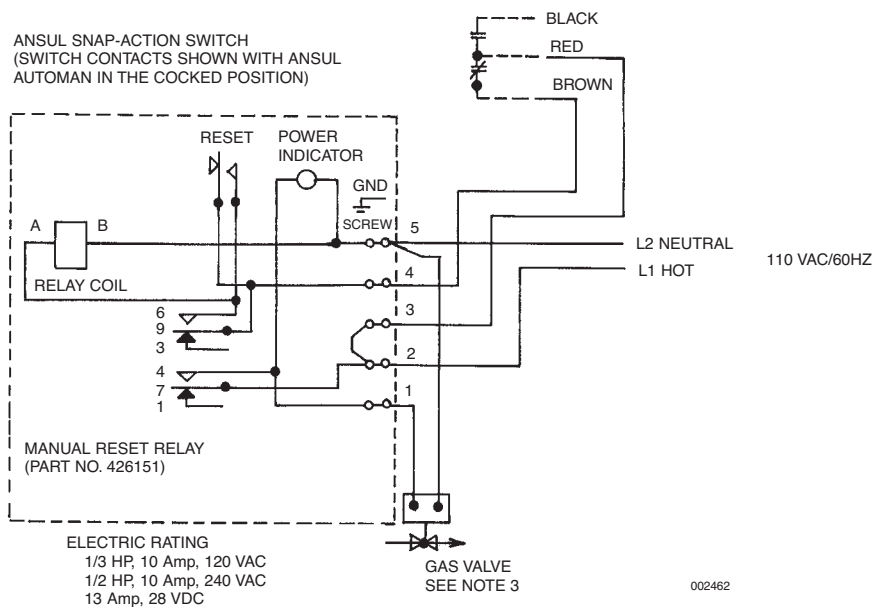 ANSUL SNAP-ACTION SWITCH
(SWITCH CONTACTS SHOWN WITH ANSUL
AUTOMAN IN THE COCKED POSITION)
BLACK
RED
BROWN
RESET
POWER
INDICATOR
GND
SCREW
A
B
5
RELAY COIL
4
3
2
1
6
9
3
4
7
1
L2 NEUTRAL
L1 HOT
110 VAC/60HZ
MANUAL RESET RELAY
(PART NO. 426151)
ELECTRIC RATING
1/3 HP, 10 Amp, 120 VAC
1/2 HP, 10 Amp, 240 VAC
13 Amp, 28 VDC
GAS VALVE
SEE NOTE 3
002462